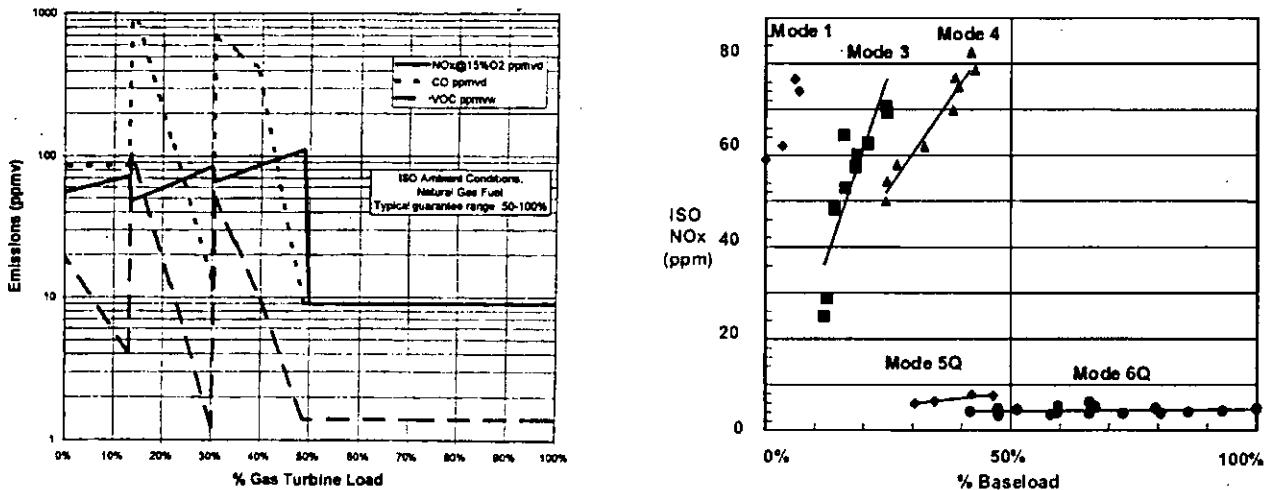 1000
100
10
1
Emissions (ppmv)
NOx@15%O2 ppmvd
CO ppmvd
VOC ppmvw
ISO Ambient Conditions,
Natural Gas Fuel
Typical guarantee range 50-100%
0% 10% 20% 30% 40% 50% 60% 70% 80% 90% 100%
% Gas Turbine Load
Mode 1
Mode 3
Mode 4
80
60
ISO
NOx
(ppm)
40
20
0
Mode 5Q
Mode 6Q
0% 50% 100%
% Baseload